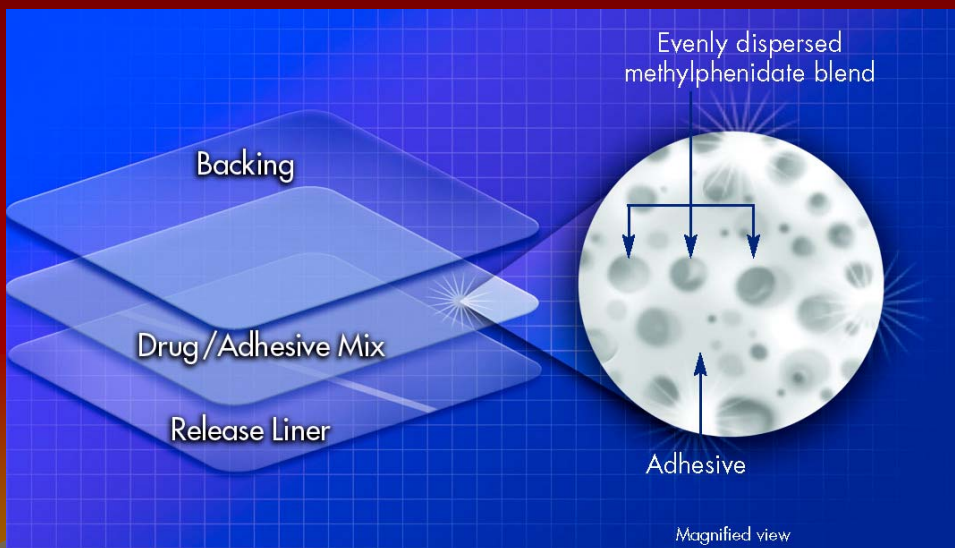 Evenly dispersed
methylphenidate blend
Backing
Drug/Adhesive Mix
Release Liner
Adhesive
Magnified view